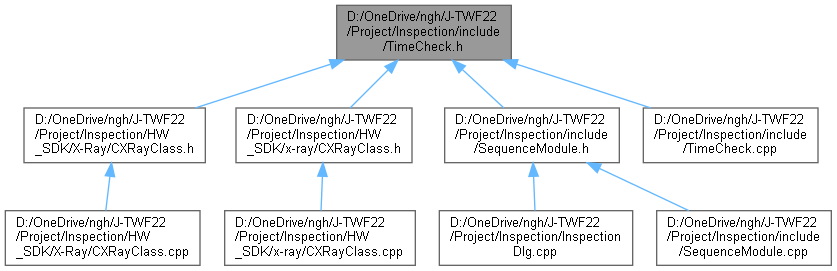 D:/OneDrive/ngh/J-TWF22
/Project/Inspection/include
/TimeCheck.h
D:/OneDrive/ngh/J-TWF22
/Project/Inspection/HW
_SDK/X-Ray/CXRayClass.h
D:/OneDrive/ngh/J-TWF22
/Project/Inspection/HW
_SDK/x-ray/CXRayClass.h
D:/OneDrive/ngh/J-TWF22
/Project/Inspection/include
/SequenceModule.h
D:/OneDrive/ngh/J-TWF22
/Project/Inspection/include
/TimeCheck.cpp
D:/OneDrive/ngh/J-TWF22
/Project/Inspection/HW
_SDK/X-Ray/CXRayClass.cpp
D:/OneDrive/ngh/J-TWF22
/Project/Inspection/HW
_SDK/x-ray/CXRayClass.cpp
D:/OneDrive/ngh/J-TWF22
/Project/Inspection/Inspection
Dlg.cpp
D:/OneDrive/ngh/J-TWF22
/Project/Inspection/include
/SequenceModule.cpp